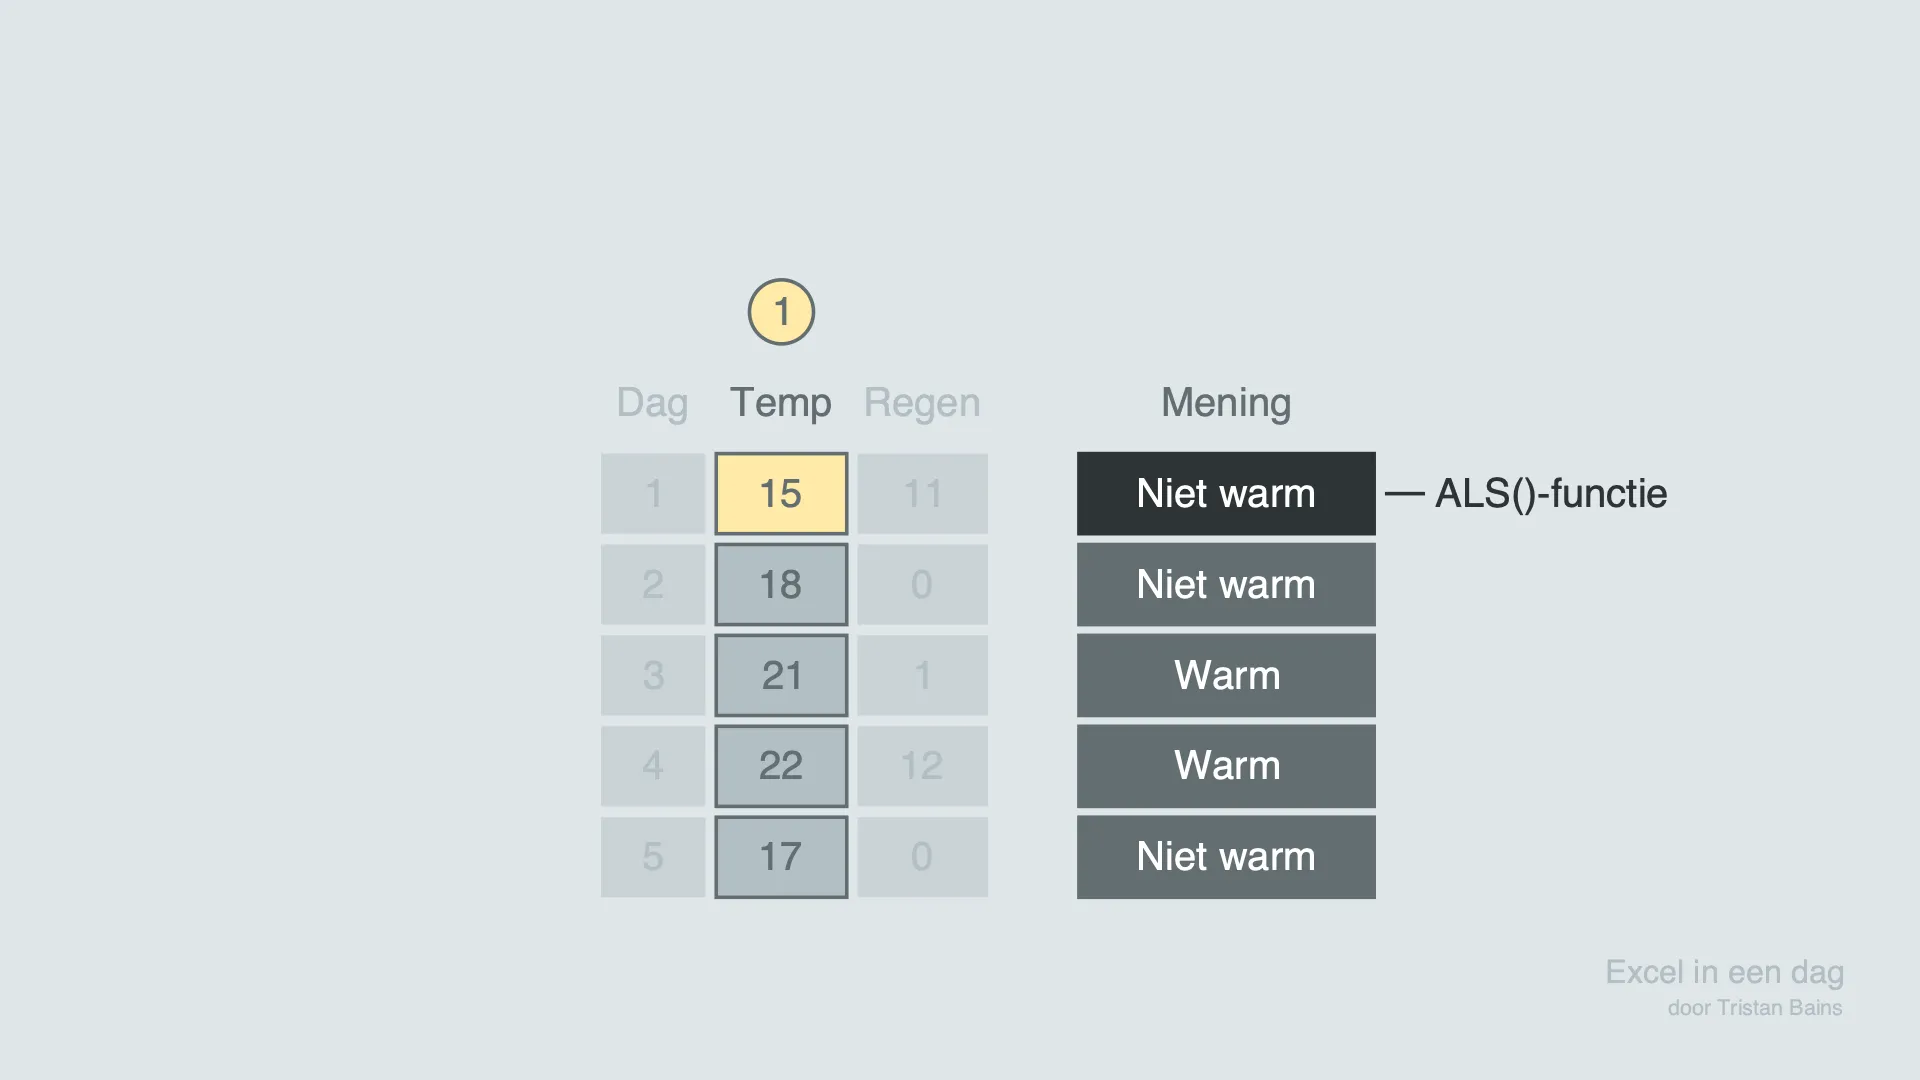 1
Dag Temp Regen Mening
1 15 11 Niet warm ALS()-functie
2 18 0 Niet warm
3 21 1 Warm
4 22 12 Warm
5 17 0 Niet warm
Excel in een dag
door Tristan Bains